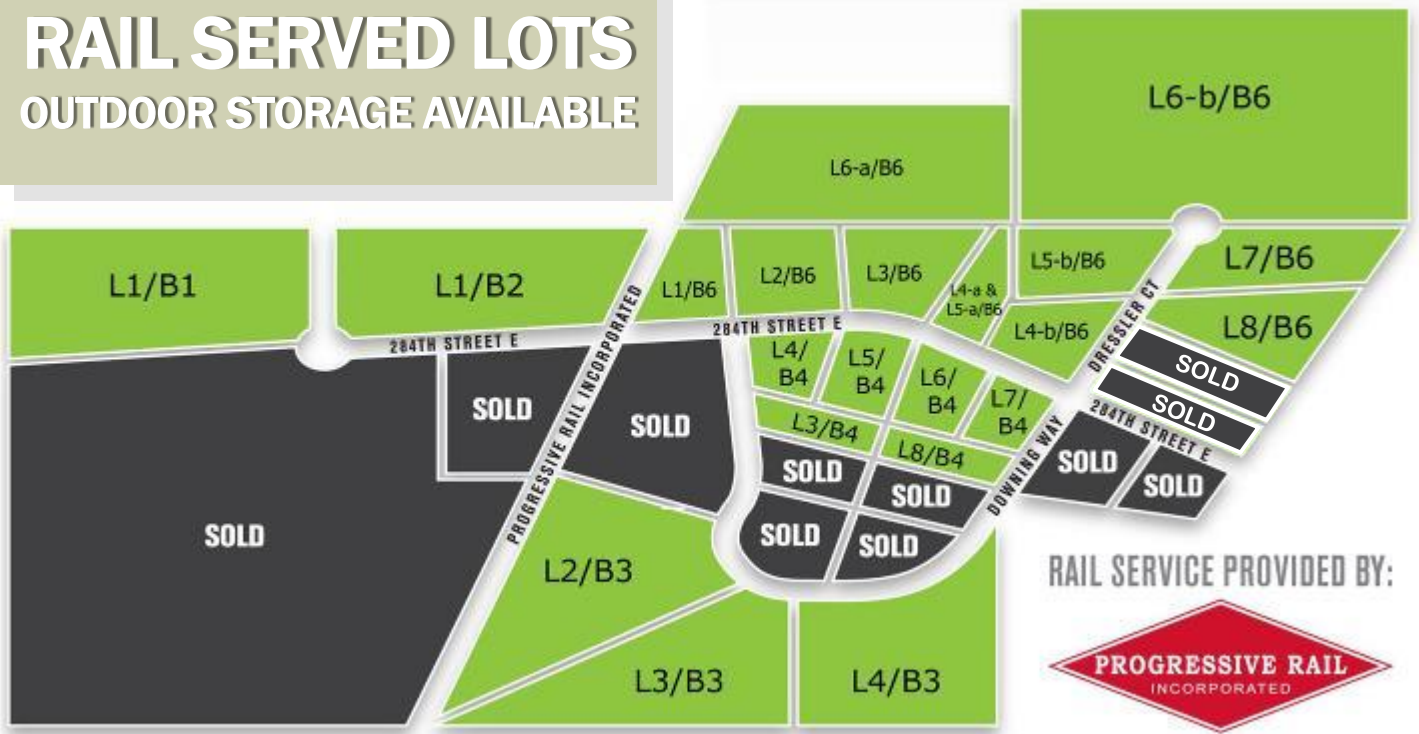 RAIL SERVED LOTS
OUTDOOR STORAGE AVAILABLE
L6-b/B6
L6-a/B6
L1/B1
L1/B2
L1/B6
L2/B6
L3/B6
L4-a &
L5-a/B6
L5-b/B6
L7/B6
L4-b/B6
L8/B6
284TH STREET E
284TH STREET E
PROGRESSIVE RAIL INCORPORATED
DRESSLER CT
L4/
B4
L5/
B4
L6/
B4
L7/
B4
SOLD
SOLD
284TH STREET E
SOLD
SOLD
L3/B4
L8/B4
DOWNING WAY
SOLD
SOLD
SOLD
SOLD
SOLD
SOLD
SOLD
L2/B3
L3/B3
L4/B3
RAIL SERVICE PROVIDED BY:
PROGRESSIVE RAIL
INCORPORATED